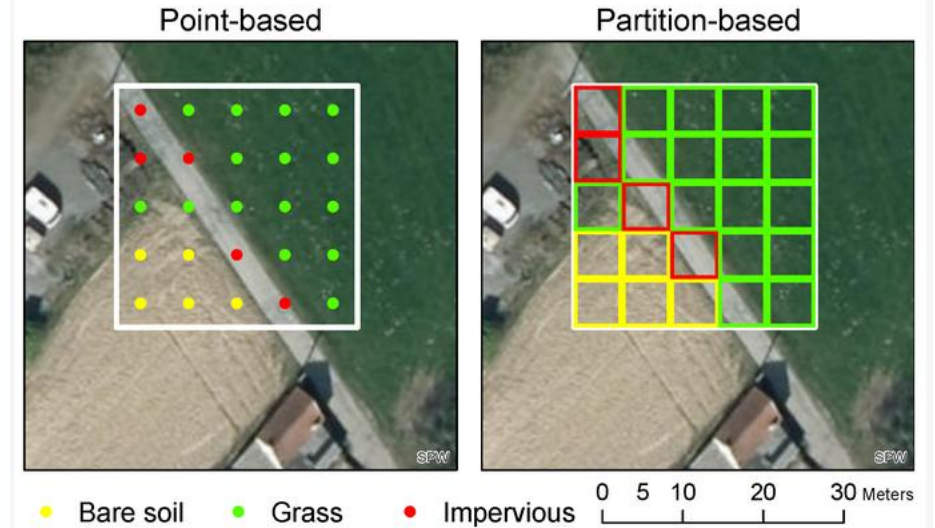 Point-based
Partition-based
SPW
SPW
Bare soil
Grass
Impervious
0 5 10 20 30 Meters